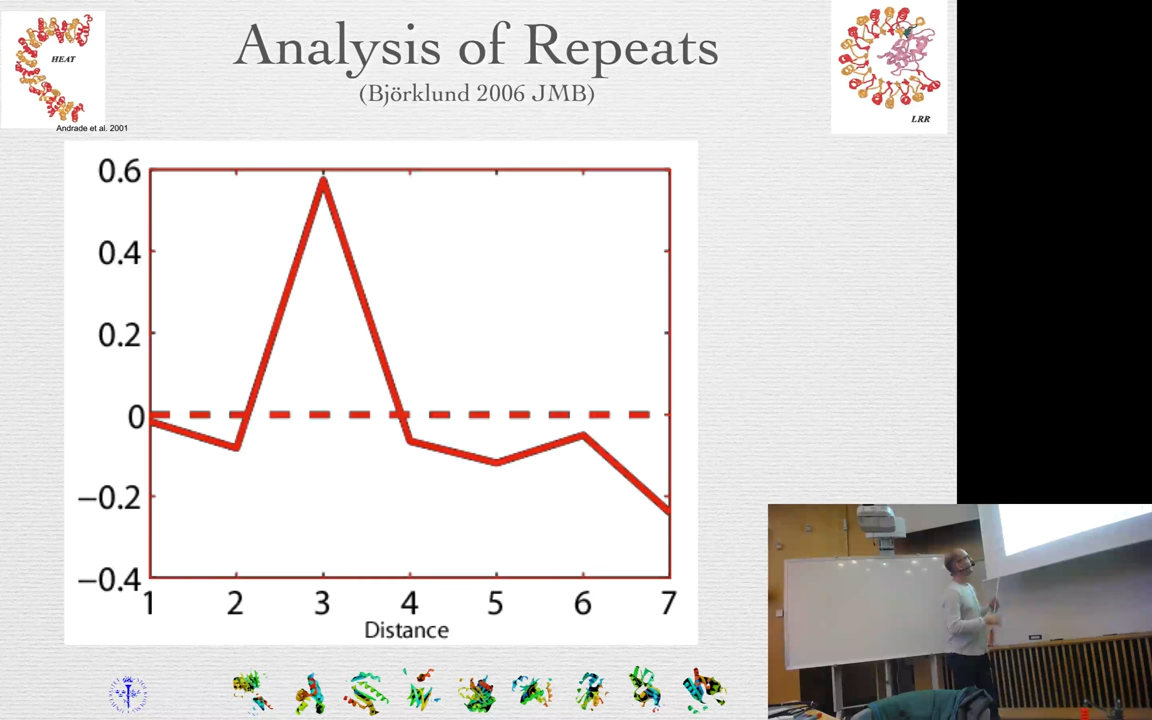 Analysis of Repeats
(Björklund 2006 JMB)
HEAT
Andrade et al. 2001
LRR
0.6
0.4
0.2
0
−0.2
−0.4
1 2 3 4 5 6 7
Distance